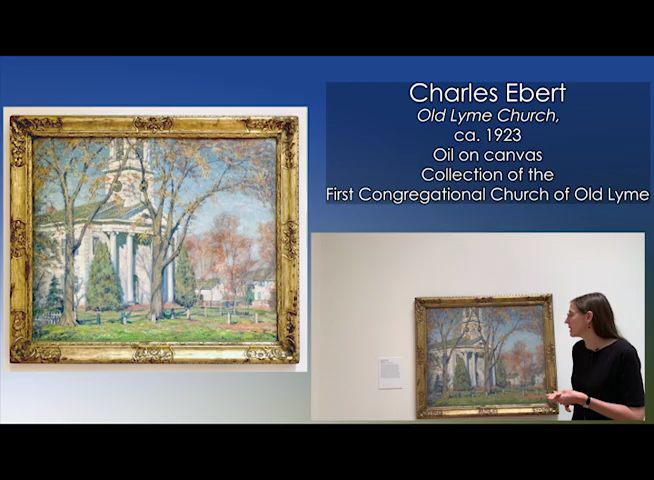 Charles Ebert
Old Lyme Church,
ca. 1923
Oil on canvas
Collection of the
First Congregational Church of Old Lyme